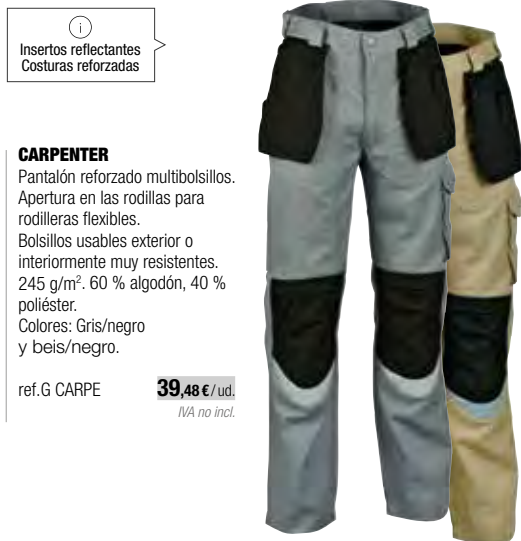 Insertos reflectantes
Costuras reforzadas
CARPENTER
Pantalón reforzado multibolsillos.
Apertura en las rodillas para
rodilleras flexibles.
Bolsillos usables exterior o
interiormente muy resistentes.
245 g/m². 60 % algodón, 40 %
poliéster.
Colores: Gris/negro
y beis/negro.
ref.G CARPE 39,48 €/ ud.
IVA no incl.